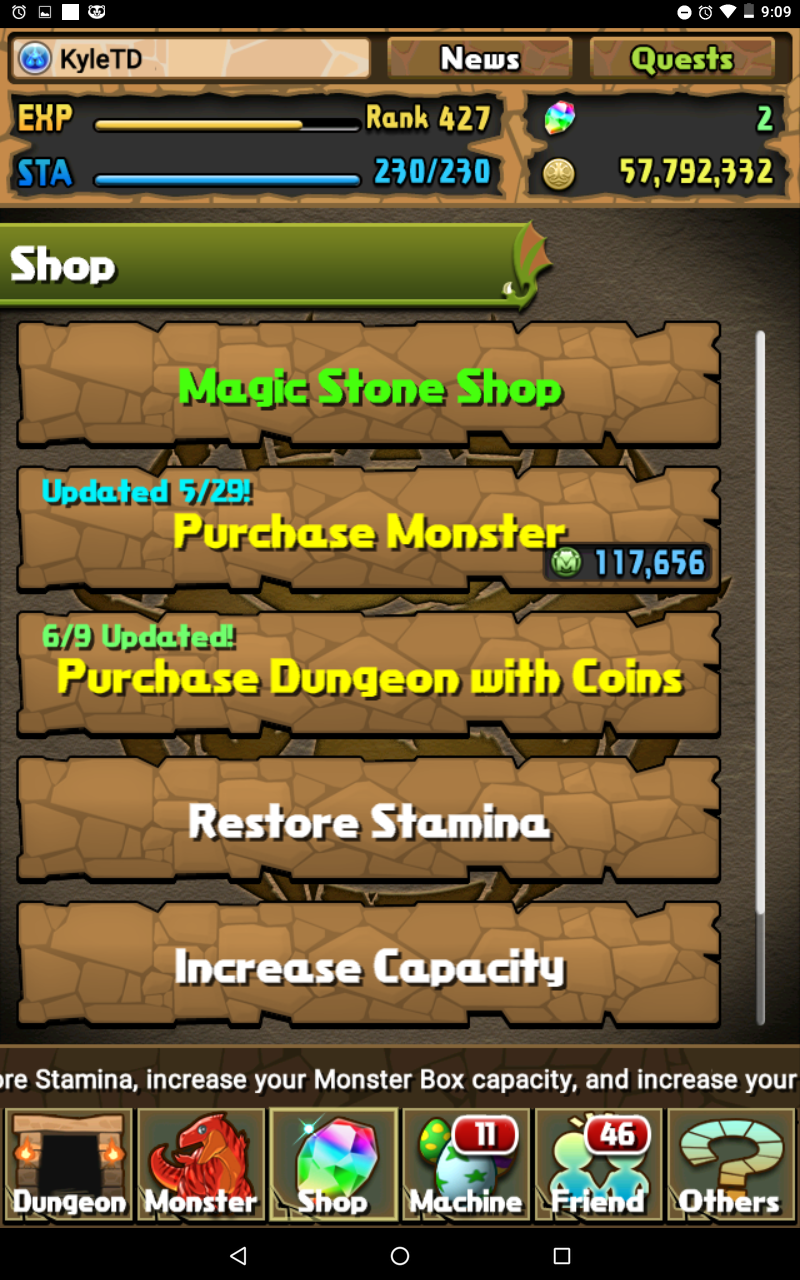 9:09
KyleTD
News
Quests
EXP
Rank 427
2
STA
230/230
57,792,332
Shop
Magic Stone Shop
Updated 5/29!
Purchase Monster
M 117,656
6/9 Updated!
Purchase Dungeon with Coins
Restore Stamina
Increase Capacity
ore Stamina, increase your Monster Box capacity, and increase your
11
46
Dungeon
Monster
Shop
Machine
Friend
Others